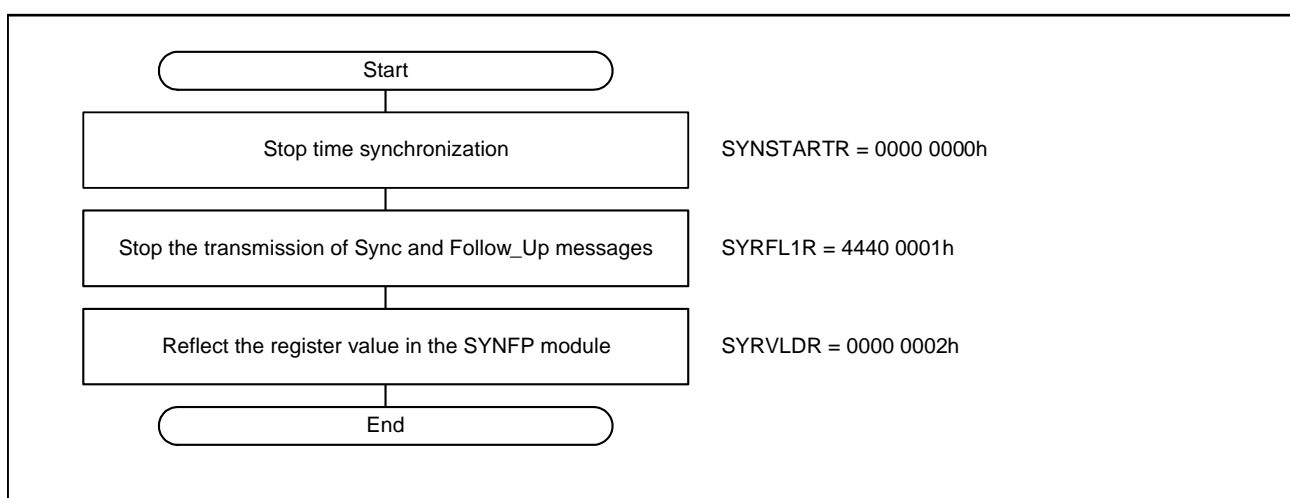 Start
Stop time synchronization
SYNSTARTR = 0000 0000h
Stop the transmission of Sync and Follow_Up messages
SYRFL1R = 4440 0001h
Reflect the register value in the SYNFP module
SYRVLDR = 0000 0002h
End